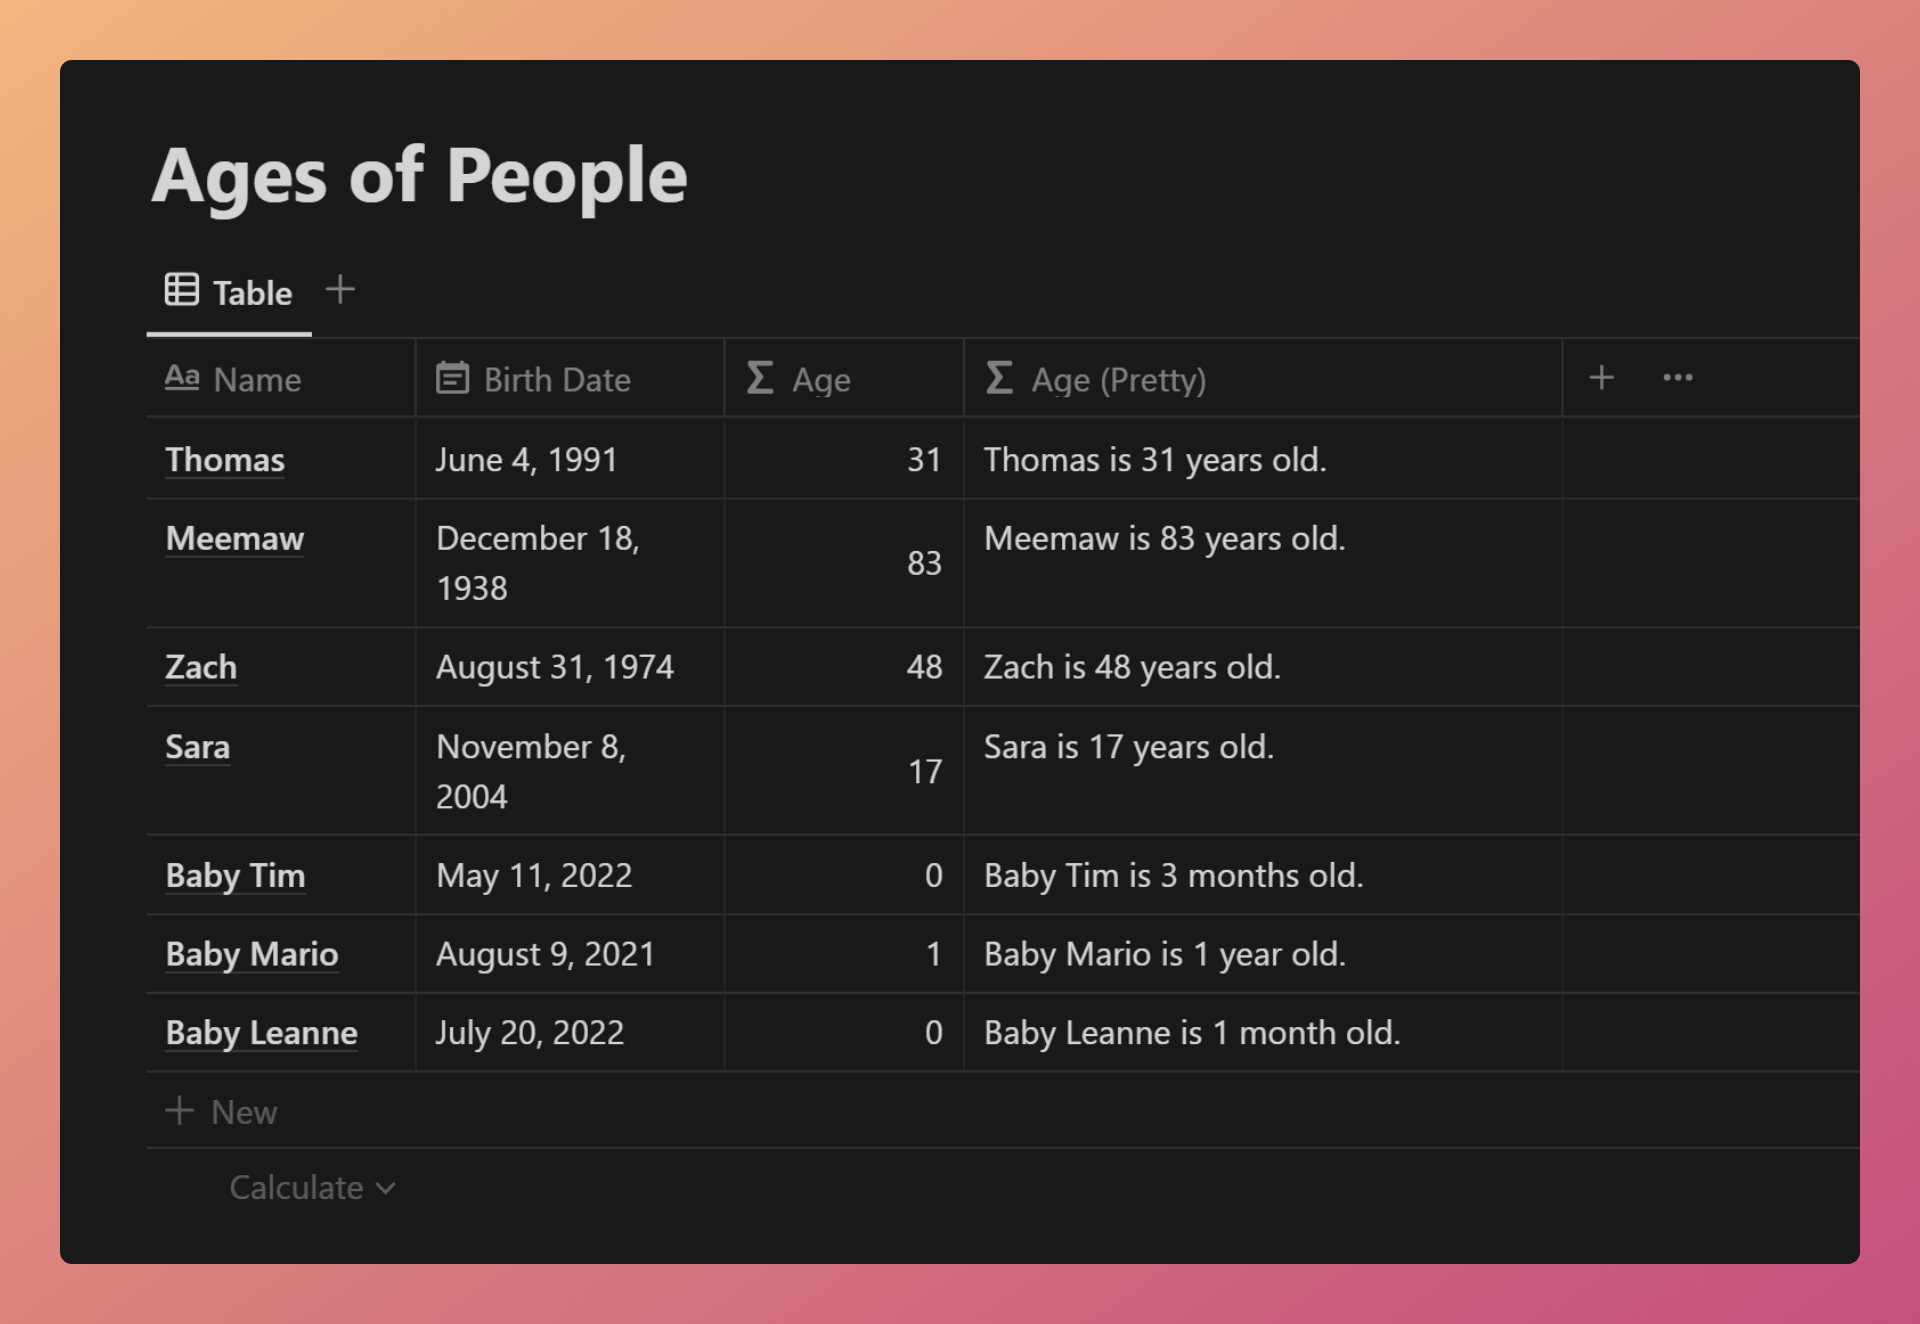 Ages of People
Table
Aa Name Birth Date Σ Age Σ Age (Pretty)
Thomas June 4, 1991 31 Thomas is 31 years old.
Meemaw December 18, 1938 83 Meemaw is 83 years old.
Zach August 31, 1974 48 Zach is 48 years old.
Sara November 8, 2004 17 Sara is 17 years old.
Baby Tim May 11, 2022 0 Baby Tim is 3 months old.
Baby Mario August 9, 2021 1 Baby Mario is 1 year old.
Baby Leanne July 20, 2022 0 Baby Leanne is 1 month old.
New
Calculate